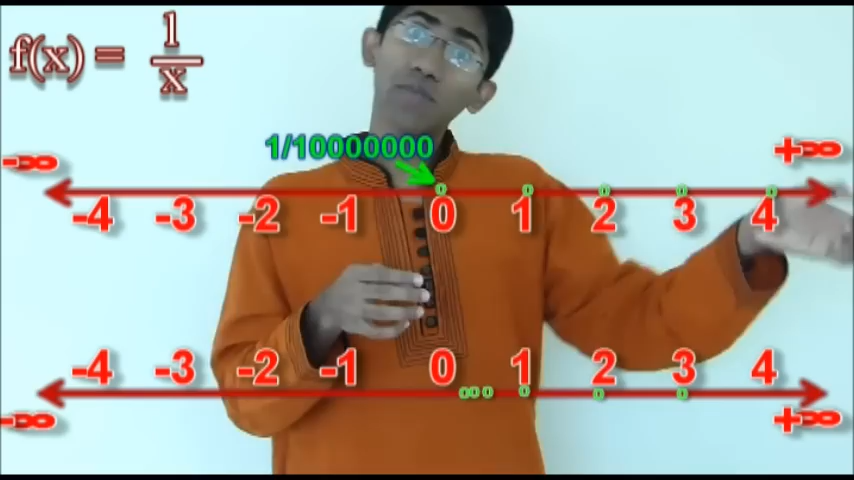 f(x) = 1/x
1/10000000
-∞ +∞
-4 -3 -2 -1 0 1 2 3 4
-4 -3 -2 -1 0 1 2 3 4
-∞ +∞